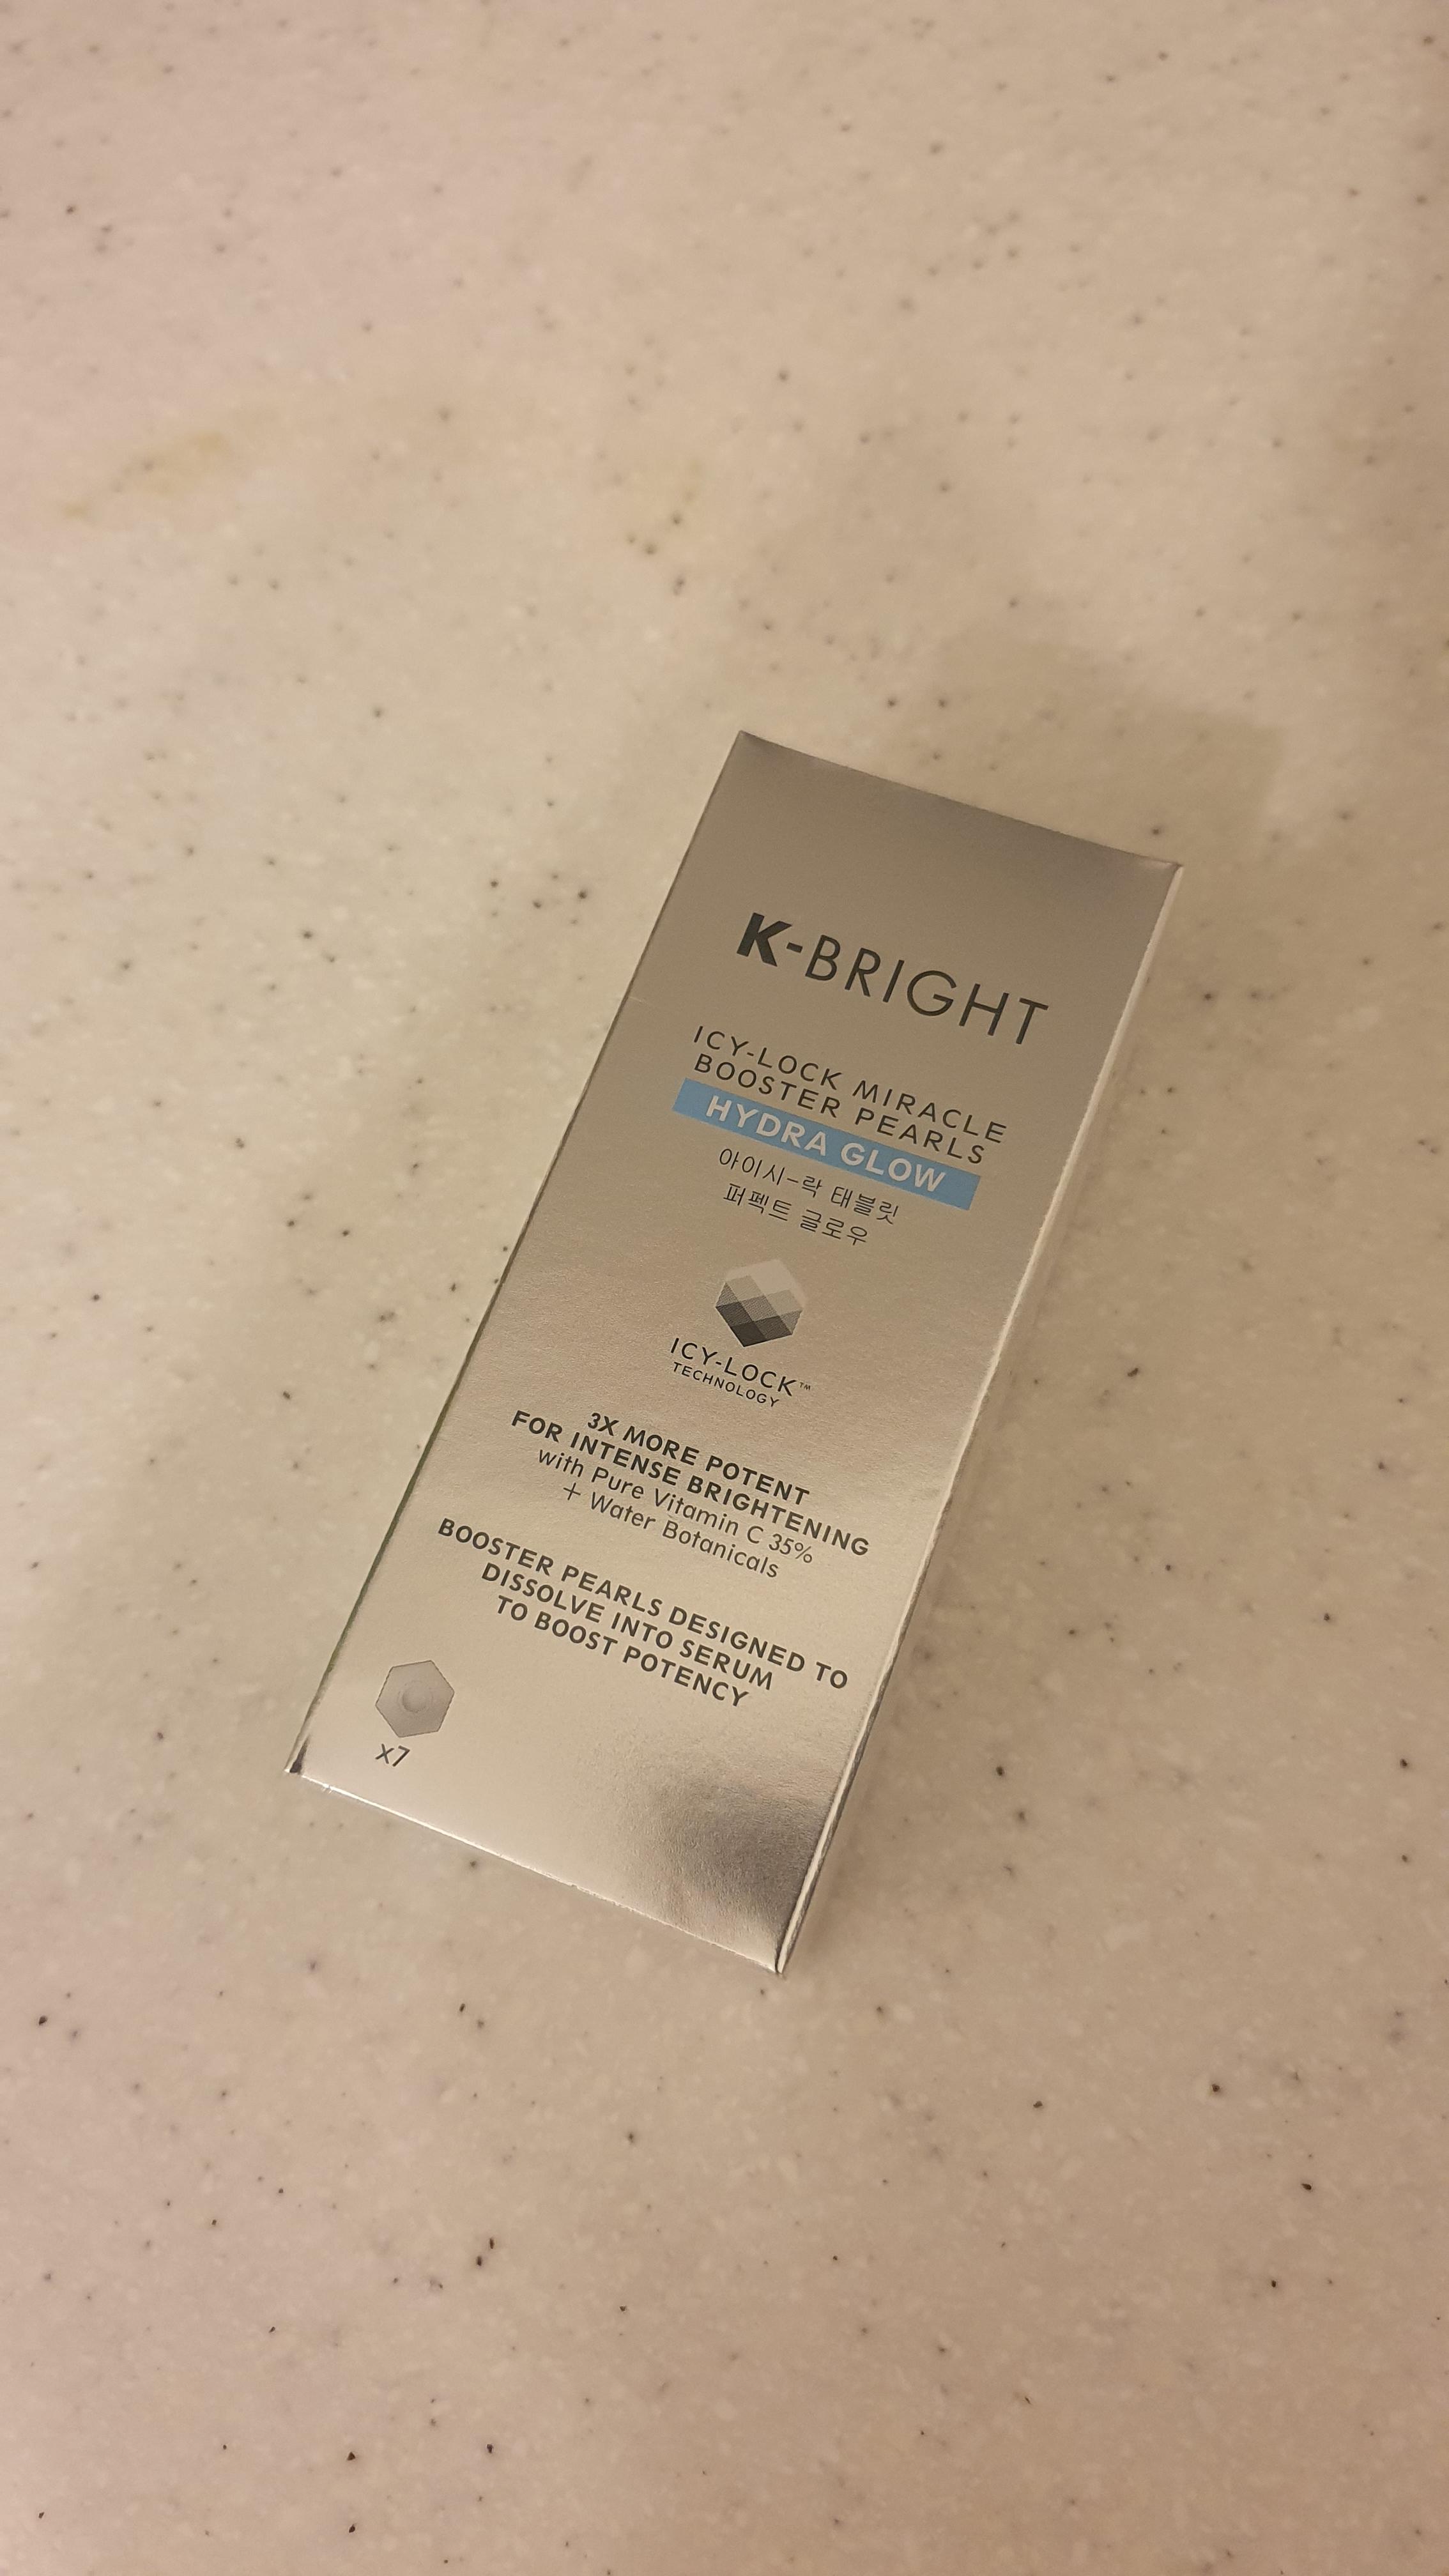 K-BRIGHT
ICY-LOCK MIRACLE
BOOSTER PEARLS
HYDRA GLOW
아이시-락 태블릿
퍼펙트 글로우
ICY-LOCK™
TECHNOLOGY
3X MORE POTENT
FOR INTENSE BRIGHTENING
with Pure Vitamin C 35%
+ Water Botanicals
BOOSTER PEARLS DESIGNED TO
DISSOLVE INTO SERUM
TO BOOST POTENCY
x7